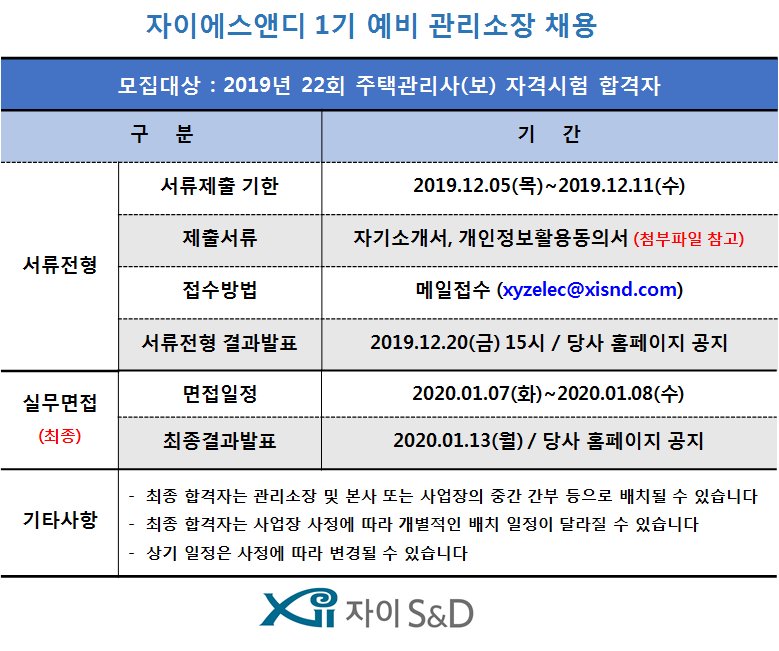 자이에스앤디 1기 예비 관리소장 채용
모집대상 : 2019년 22회 주택관리사(보) 자격시험 합격자
구 분 기 간
서류전형
서류제출 기한 2019.12.05(목)~2019.12.11(수)
제출서류 자기소개서, 개인정보활용동의서 (첨부파일 참고)
접수방법 메일접수 (xyzelec@xisnd.com)
서류전형 결과발표 2019.12.20(금) 15시 / 당사 홈페이지 공지
실무면접
(최종)
면접일정 2020.01.07(화)~2020.01.08(수)
최종결과발표 2020.01.13(월) / 당사 홈페이지 공지
기타사항
- 최종 합격자는 관리소장 및 본사 또는 사업장의 중간 간부 등으로 배치될 수 있습니다
- 최종 합격자는 사업장 사정에 따라 개별적인 배치 일정이 달라질 수 있습니다
- 상기 일정은 사정에 따라 변경될 수 있습니다
Xii 자이 S&D